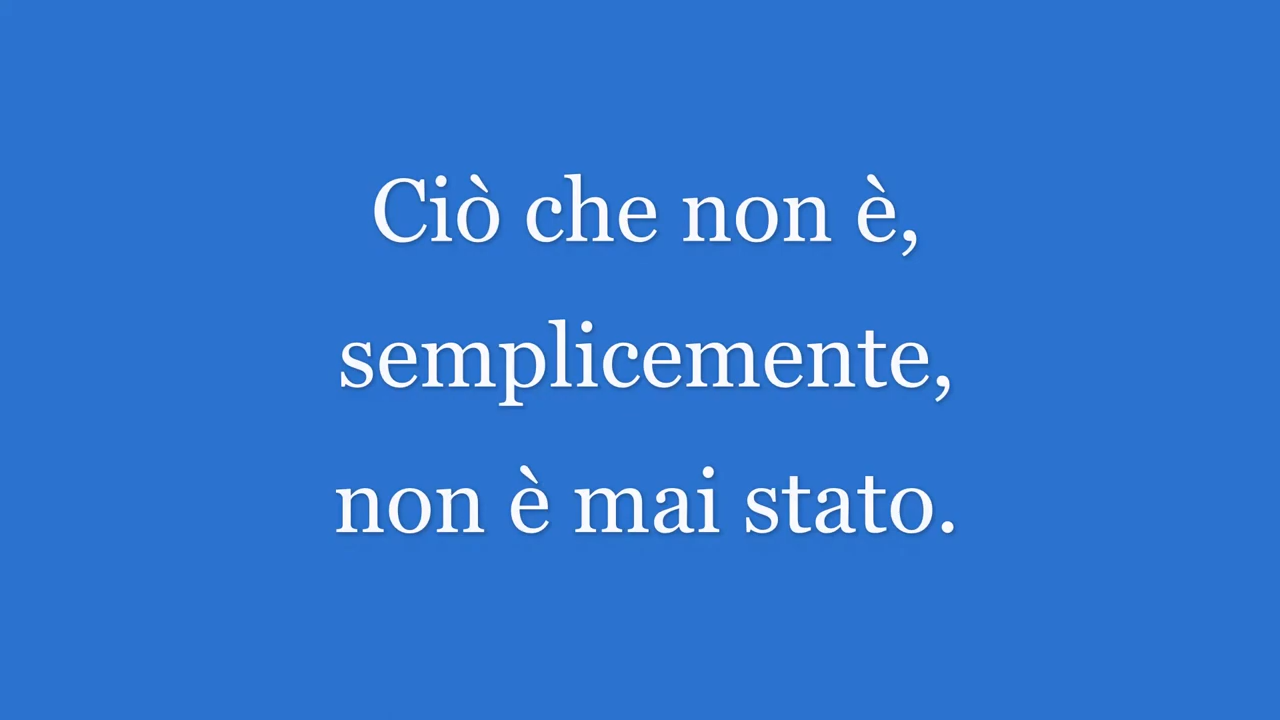 Ciò che non è,
semplicemente,
non è mai stato.